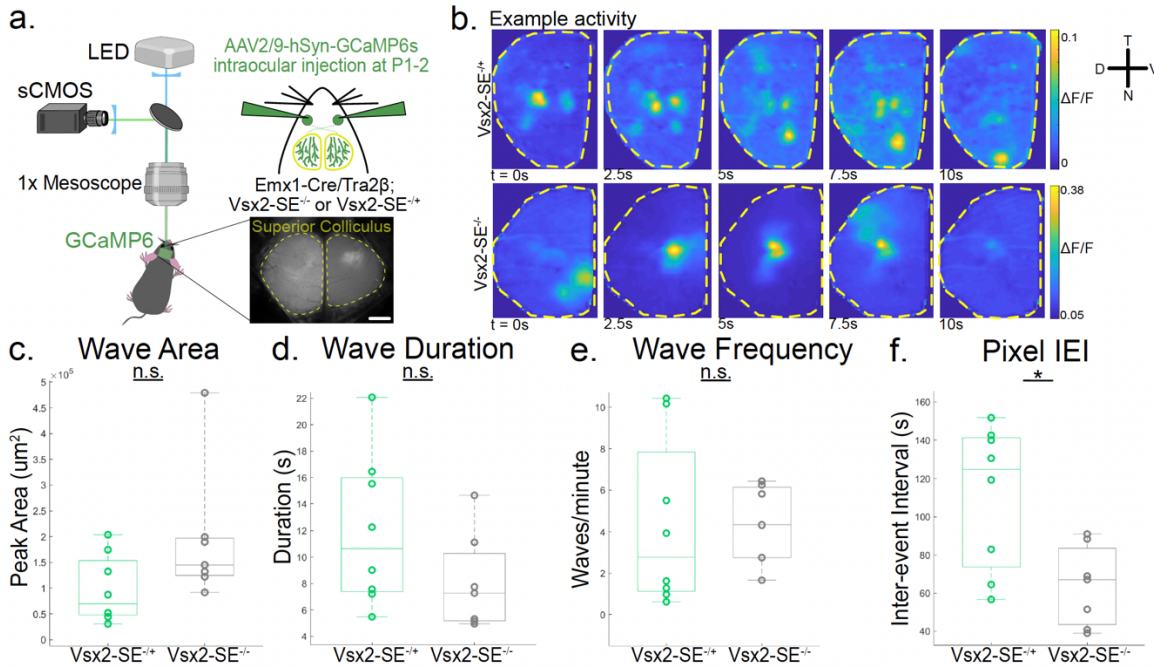 a.
LED
sCMOS
1x Mesoscope
GCaMP6
AAV2/9-hSyn-GCaMP6s
intraocular injection at P1-2
Emx1-Cre/Tra2β;
Vsx2-SE-/- or Vsx2-SE-/+
Superior Colliculus
b. Example activity
Vsx2-SE-/+
t = 0s 2.5s 5s 7.5s 10s
0.1
ΔF/F
0
T
D V
N
Vsx2-SE-/-
t = 0s 2.5s 5s 7.5s 10s
0.38
ΔF/F
0.05
c. Wave Area
n.s.
×10⁵
Peak Area (um²)
5
4.5
4
3.5
3
2.5
2
1.5
1
0.5
0
Vsx2-SE-/+ Vsx2-SE-/-
d. Wave Duration
n.s.
Duration (s)
22
20
18
16
14
12
10
8
6
4
Vsx2-SE-/+ Vsx2-SE-/-
e. Wave Frequency
n.s.
Waves/minute
10
8
6
4
2
0
Vsx2-SE-/+ Vsx2-SE-/-
f. Pixel IEI
*
Inter-event Interval (s)
160
140
120
100
80
60
40
Vsx2-SE-/+ Vsx2-SE-/-